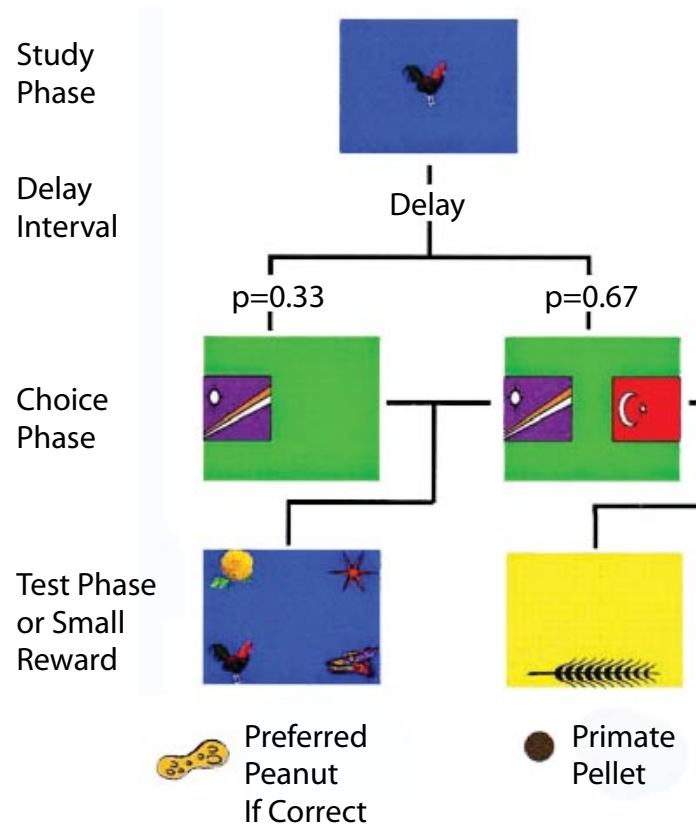 Study
Phase
Delay
Interval
Delay
p=0.33
p=0.67
Choice
Phase
Test Phase
or Small
Reward
Preferred
Peanut
If Correct
Primate
Pellet